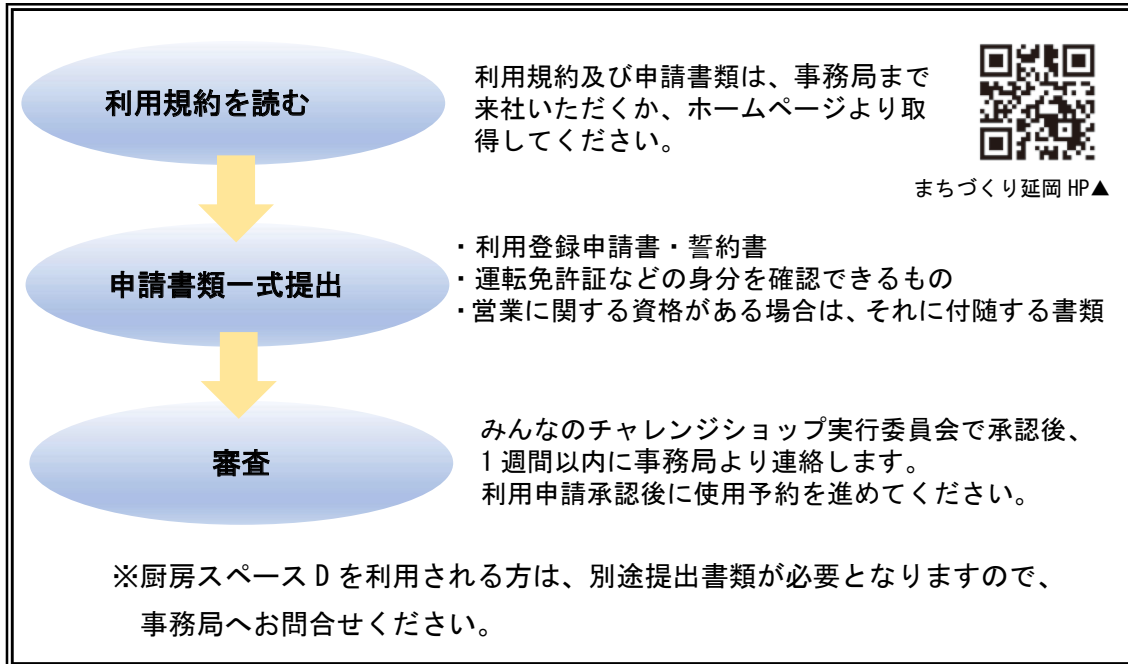 利用規約を読む
利用規約及び申請書類は、事務局まで
来社いただくか、ホームページより取
得してください。
まちづくり延岡 HP▲
申請書類一式提出
・利用登録申請書・誓約書
・運転免許証などの身分を確認できるもの
・営業に関する資格がある場合は、それに付随する書類
審査
みんなのチャレンジショップ実行委員会で承認後、
1 週間以内に事務局より連絡します。
利用申請承認後に使用予約を進めてください。
※厨房スペース D を利用される方は、別途提出書類が必要となりますので、
事務局へお問合せください。